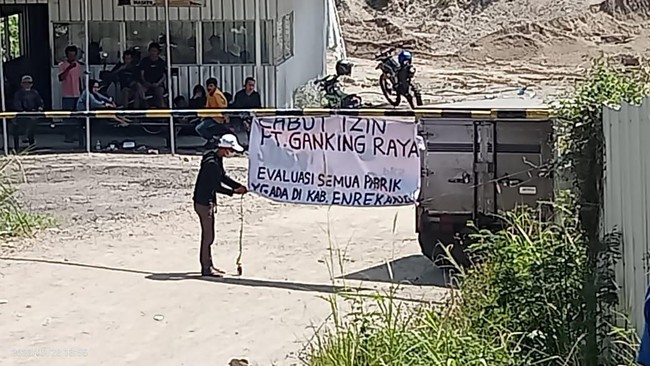 CABUT IZIN
PT. GANKING RAYA
EVALUASI SEMUA PABRIK
YG ADA DI KAB. ENREKANG